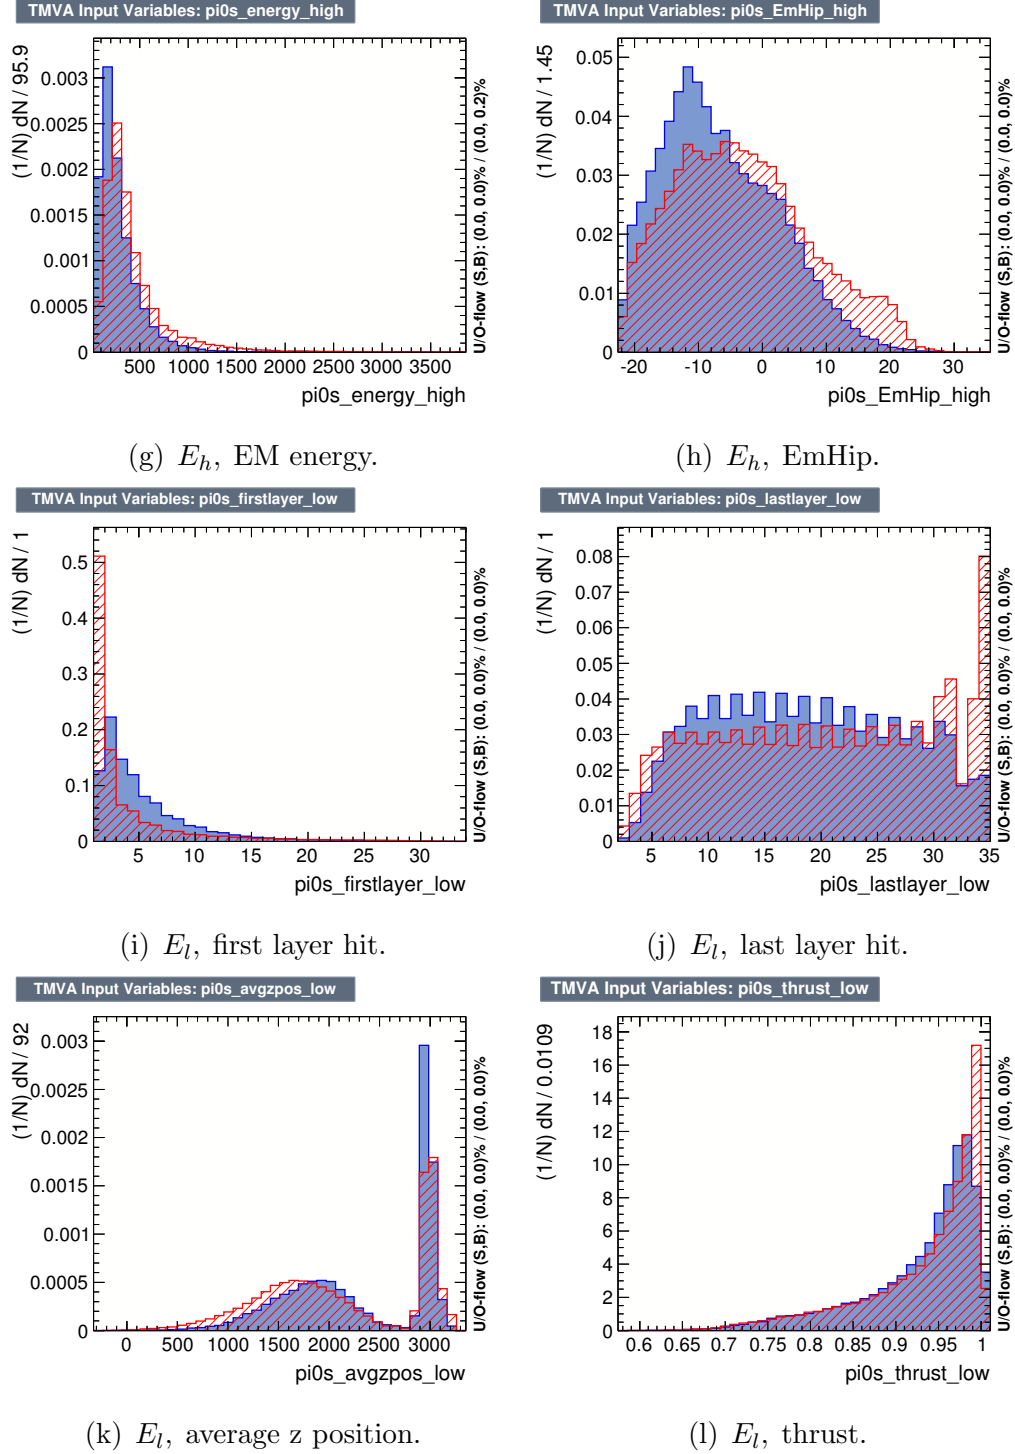 TMVA Input Variables: pi0s_energy_high
(1/N) dN / 95.9
0.003
0.0025
0.002
0.0015
0.001
0.0005
0
500 1000 1500 2000 2500 3000 3500
pi0s_energy_high
U/O-flow (S,B): (0.0, 0.0)% / (0.0, 0.2)%
(g) E_h, EM energy.
TMVA Input Variables: pi0s_EmHip_high
(1/N) dN / 1.45
0.05
0.04
0.03
0.02
0.01
0
-20 -10 0 10 20 30
pi0s_EmHip_high
U/O-flow (S,B): (0.0, 0.0)% / (0.0, 0.0)%
(h) E_h, EmHip.
TMVA Input Variables: pi0s_firstlayer_low
(1/N) dN / 1
0.5
0.4
0.3
0.2
0.1
0
5 10 15 20 25 30
pi0s_firstlayer_low
U/O-flow (S,B): (0.0, 0.0)% / (0.0, 0.0)%
(i) E_l, first layer hit.
TMVA Input Variables: pi0s_lastlayer_low
(1/N) dN / 1
0.08
0.07
0.06
0.05
0.04
0.03
0.02
0.01
0
5 10 15 20 25 30 35
pi0s_lastlayer_low
U/O-flow (S,B): (0.0, 0.0)% / (0.0, 0.0)%
(j) E_l, last layer hit.
TMVA Input Variables: pi0s_avgzpos_low
(1/N) dN / 92
0.003
0.0025
0.002
0.0015
0.001
0.0005
0
0 500 1000 1500 2000 2500 3000
pi0s_avgzpos_low
U/O-flow (S,B): (0.0, 0.0)% / (0.0, 0.0)%
(k) E_l, average z position.
TMVA Input Variables: pi0s_thrust_low
(1/N) dN / 0.0109
18
16
14
12
10
8
6
4
2
0
0.6 0.65 0.7 0.75 0.8 0.85 0.9 0.95 1
pi0s_thrust_low
U/O-flow (S,B): (0.0, 0.0)% / (0.0, 0.0)%
(l) E_l, thrust.